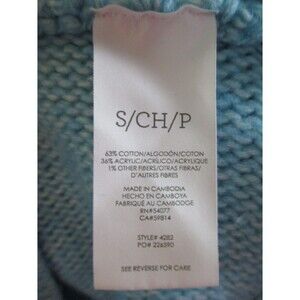 S/CH/P
63% COTTON/ALGODÓN/COTON
36% ACRYLIC/ACRÍLICO/ACRYLIQUE
1% OTHER FIBERS/OTRAS FIBRAS/
D'AUTRES FIBRES
MADE IN CAMBODIA
HECHO EN CAMBOYA
FABRIQUÉ AU CAMBODGE
RN#54077
CA#59814
STYLE# 4282
PO# 226390
SEE REVERSE FOR CARE